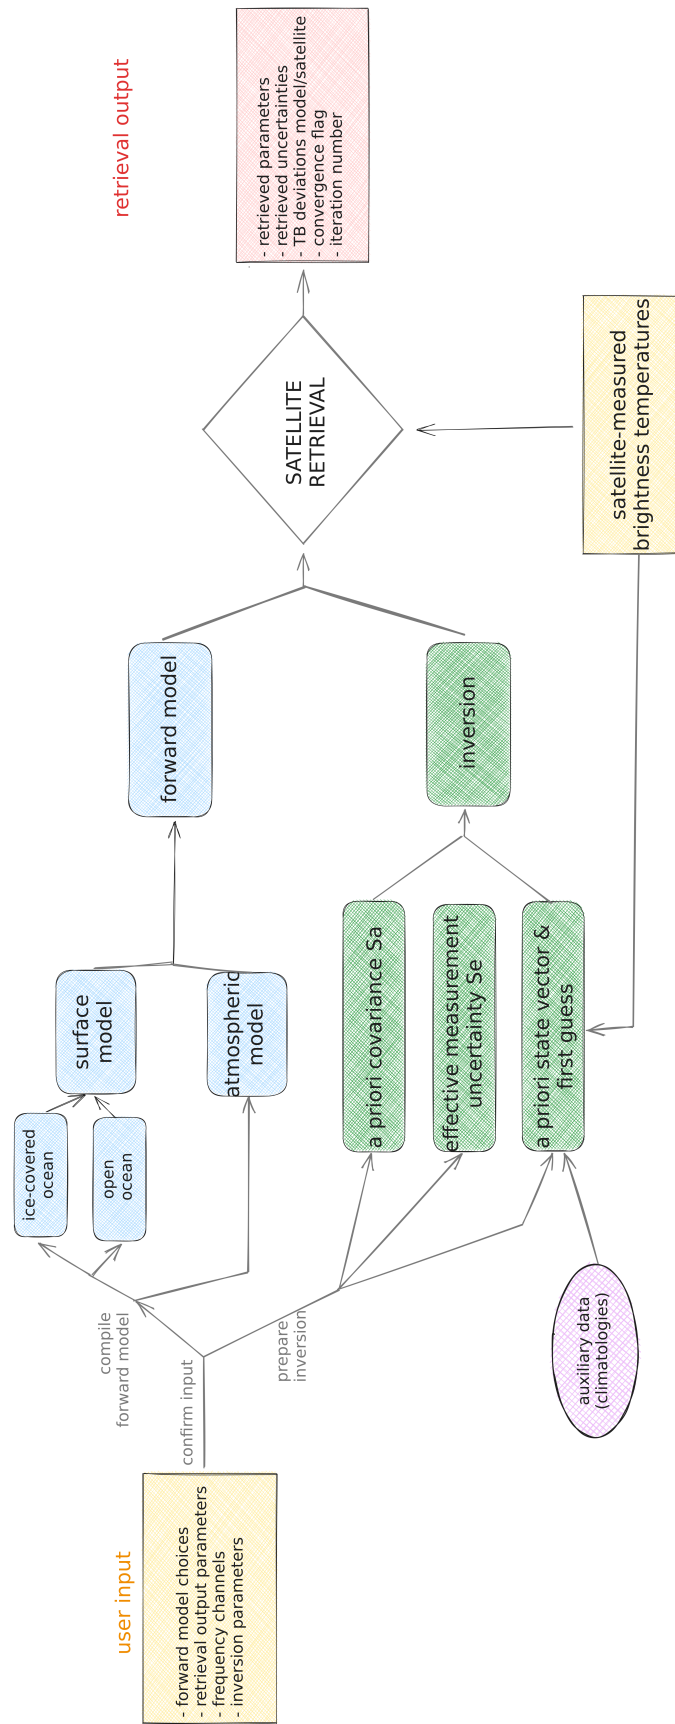 user input
- forward model choices
- retrieval output parameters
- frequency channels
- inversion parameters
confirm input
compile
forward model
prepare
inversion
ice-covered
ocean
open
ocean
surface
model
atmospheric
model
auxiliary data
(climatologies)
a priori covariance Sa
effective measurement
uncertainty Se
a priori state vector &
first guess
forward model
inversion
satellite-measured
brightness temperatures
SATELLITE
RETRIEVAL
retrieval output
- retrieved parameters
- retrieved uncertainties
- TB deviations model/satellite
- convergence flag
- iteration number